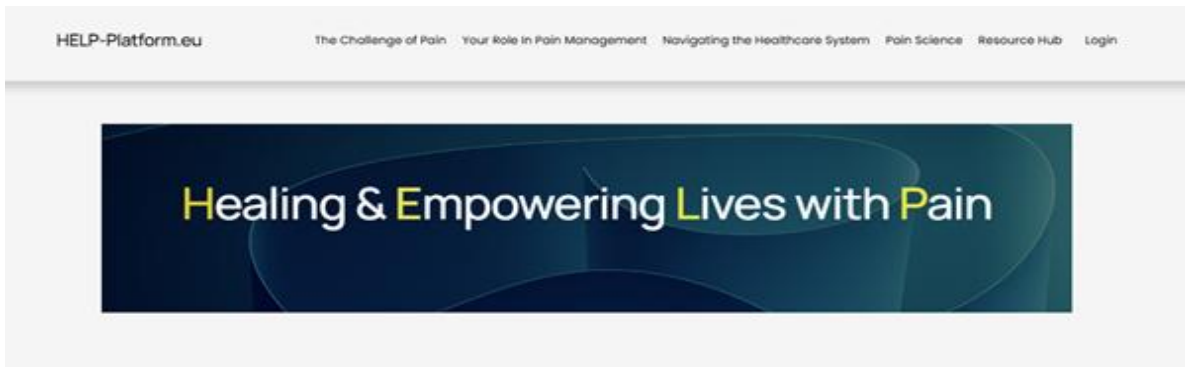 HELP-Platform.eu The Challenge of Pain Your Role In Pain Management Navigating the Healthcare System Pain Science Resource Hub Login
Healing & Empowering Lives with Pain